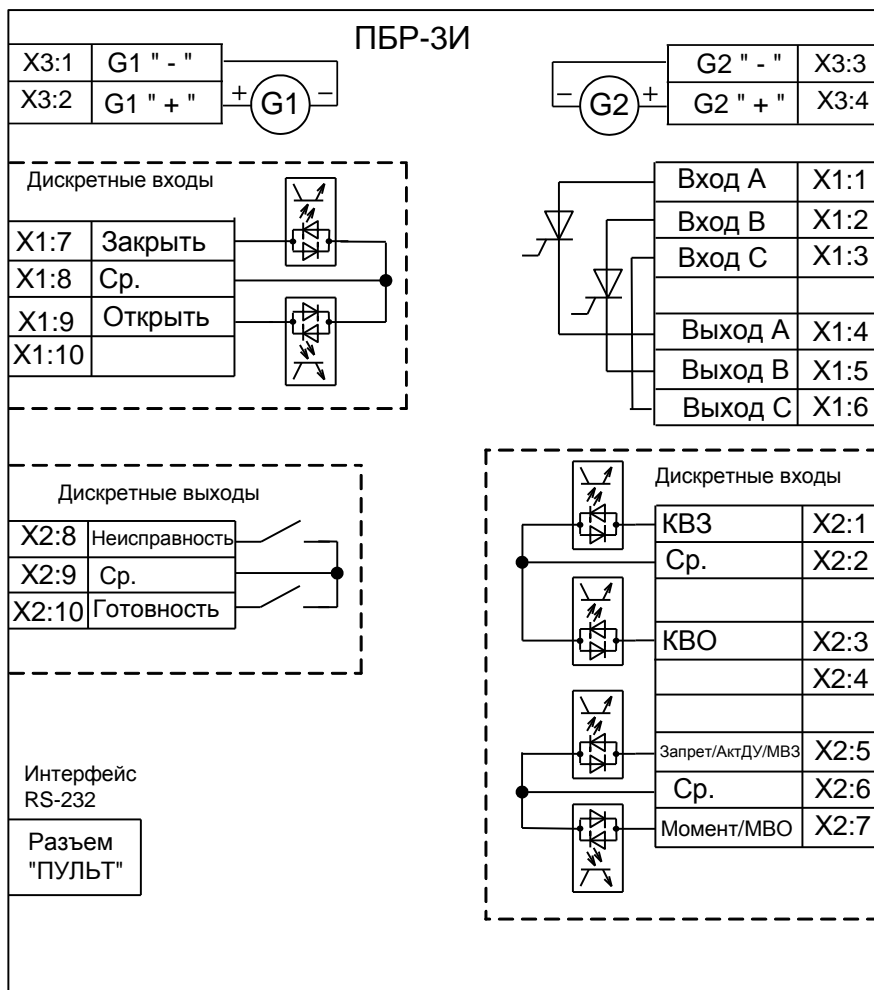 ПБР-3И
X3:1 G1 " - "
X3:2 G1 " + "
+ G1 −
G2 " - " X3:3
G2 " + " X3:4
− G2 +
Дискретные входы
X1:7 Закрыть
X1:8 Ср.
X1:9 Открыть
X1:10
Вход А X1:1
Вход В X1:2
Вход С X1:3
Выход А X1:4
Выход В X1:5
Выход С X1:6
Дискретные выходы
X2:8 Неисправность
X2:9 Ср.
X2:10 Готовность
Дискретные входы
КВЗ X2:1
Ср. X2:2
КВО X2:3
X2:4
Запрет/АктДУ/МВЗ X2:5
Ср. X2:6
Момент/МВО X2:7
Интерфейс
RS-232
Разъем
"ПУЛЬТ"